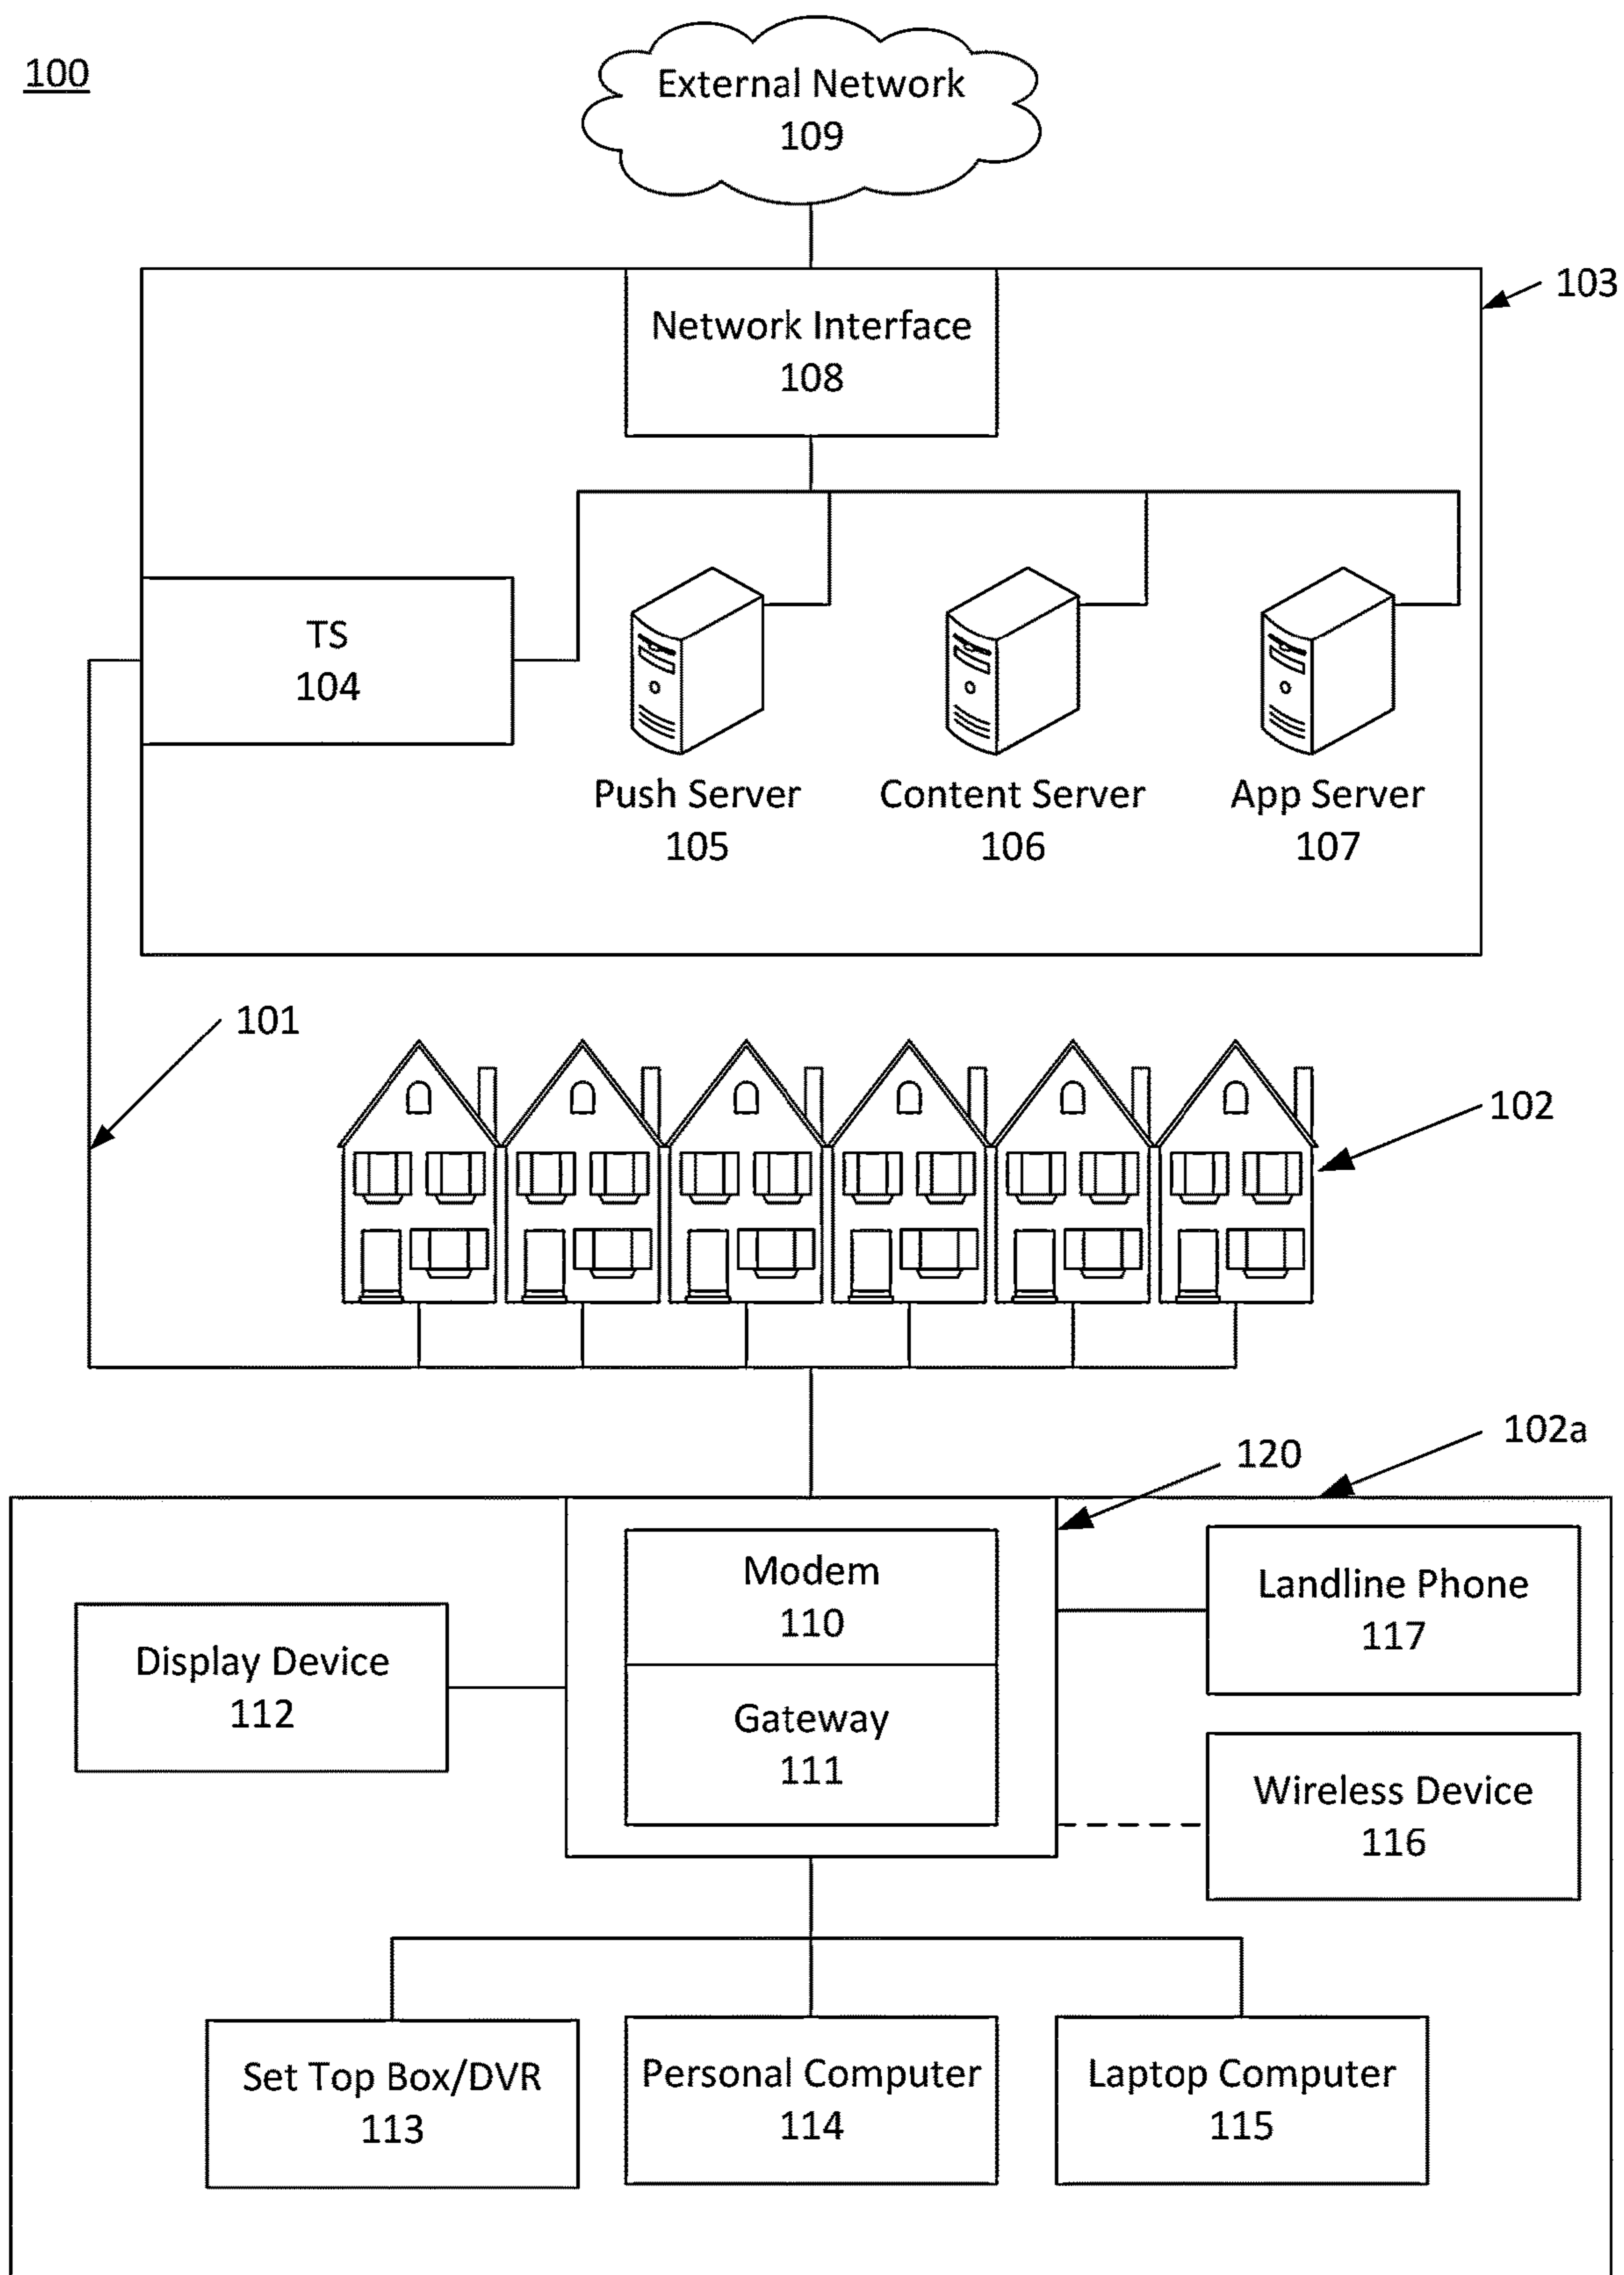 100
External Network
109
103
Network Interface
108
TS
104
Push Server
105
Content Server
106
App Server
107
101
102
102a
120
Modem
110
Gateway
111
Landline Phone
117
Display Device
112
Wireless Device
116
Set Top Box/DVR
113
Personal Computer
114
Laptop Computer
115